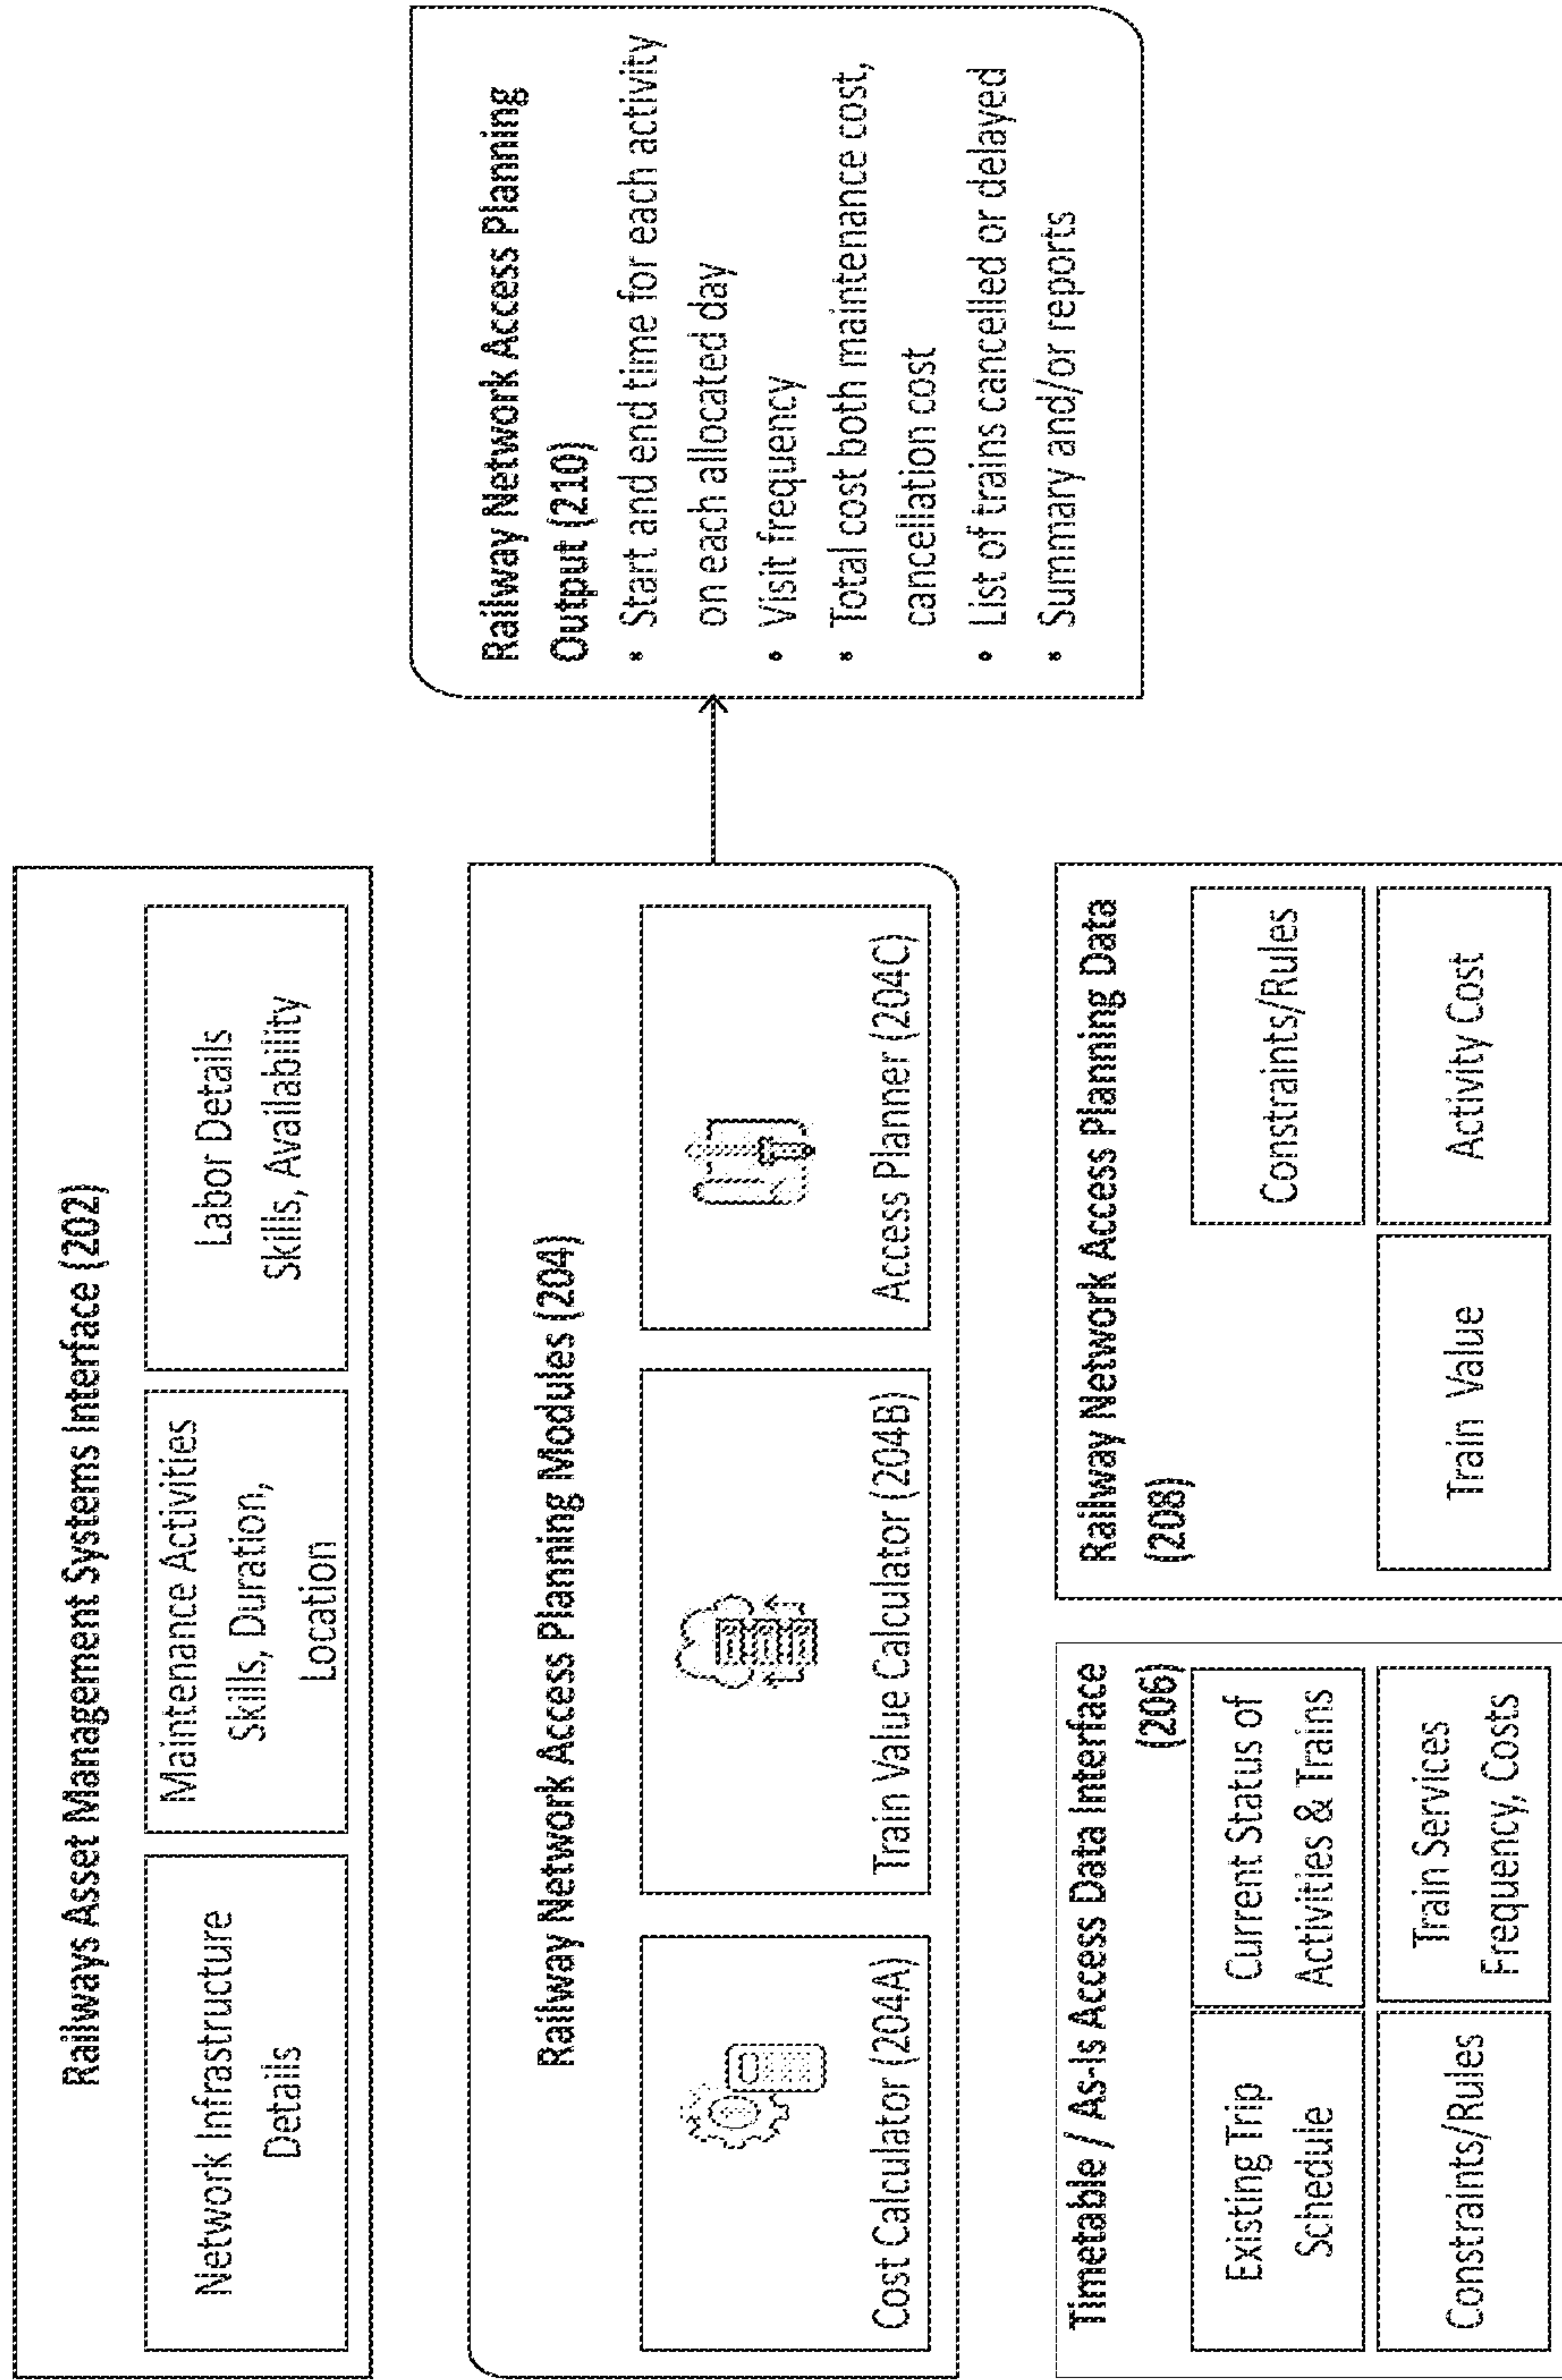 Railways Asset Management Systems Interface (202)
Network Infrastructure
Details
Maintenance Activities
Skills, Duration,
Location
Labor Details
Skills, Availability
Railway Network Access Planning Modules (204)
Cost Calculator (204A)
Train Value Calculator (204B)
Access Planner (204C)
Timetable / As-Is Access Data Interface
(206)
Existing Trip
Schedule
Current Status of
Activities & Trains
Constraints/Rules
Train Services
Frequency, Costs
Railway Network Access Planning Data
(208)
Constraints/Rules
Train Value
Activity Cost
Railway Network Access Planning
Output (210)
• Start and end time for each activity
on each allocated day
• Visit frequency
• Total cost both maintenance cost,
cancellation cost
• List of trains cancelled or delayed
• Summary and/or reports